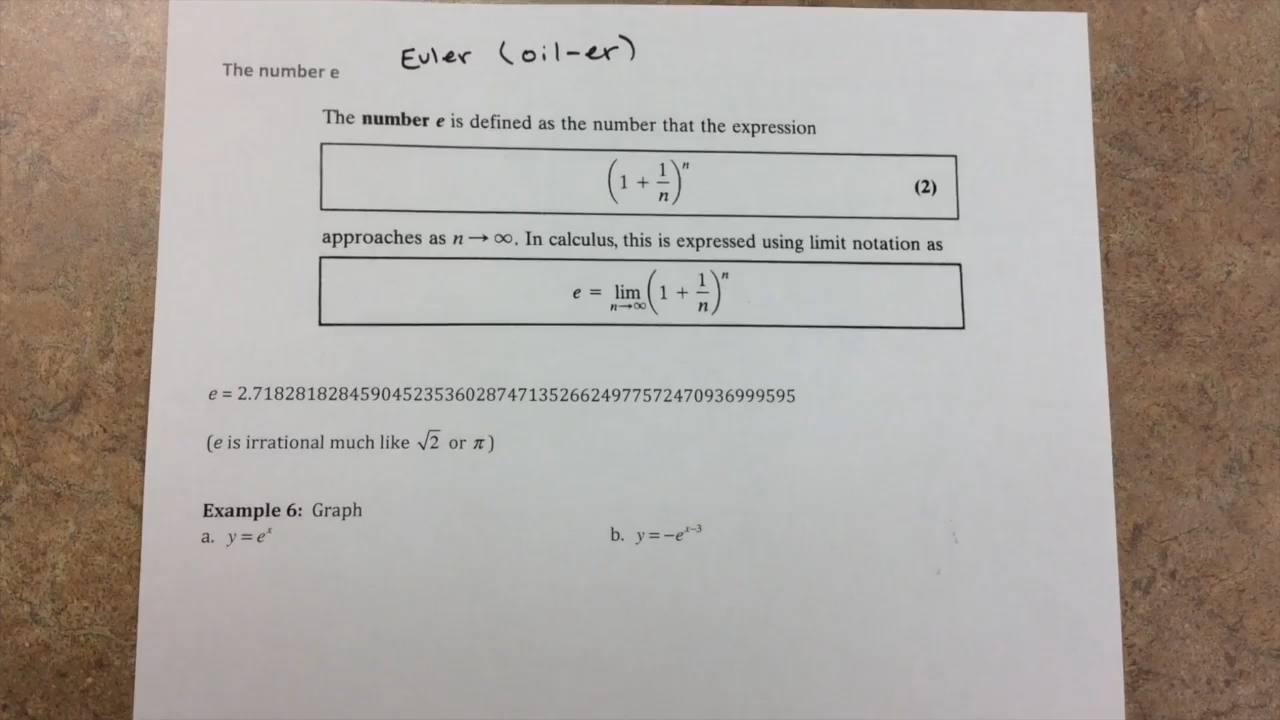 Euler (oil-er)
The number e
The number e is defined as the number that the expression
(1 + 1/n)^n (2)
approaches as n → ∞. In calculus, this is expressed using limit notation as
e = lim n→∞ (1 + 1/n)^n
e = 2.71828182845904523536028747135266249775724709369995​95
(e is irrational much like √2 or π)
Example 6: Graph
a. y = e^x b. y = −e^(x−3)